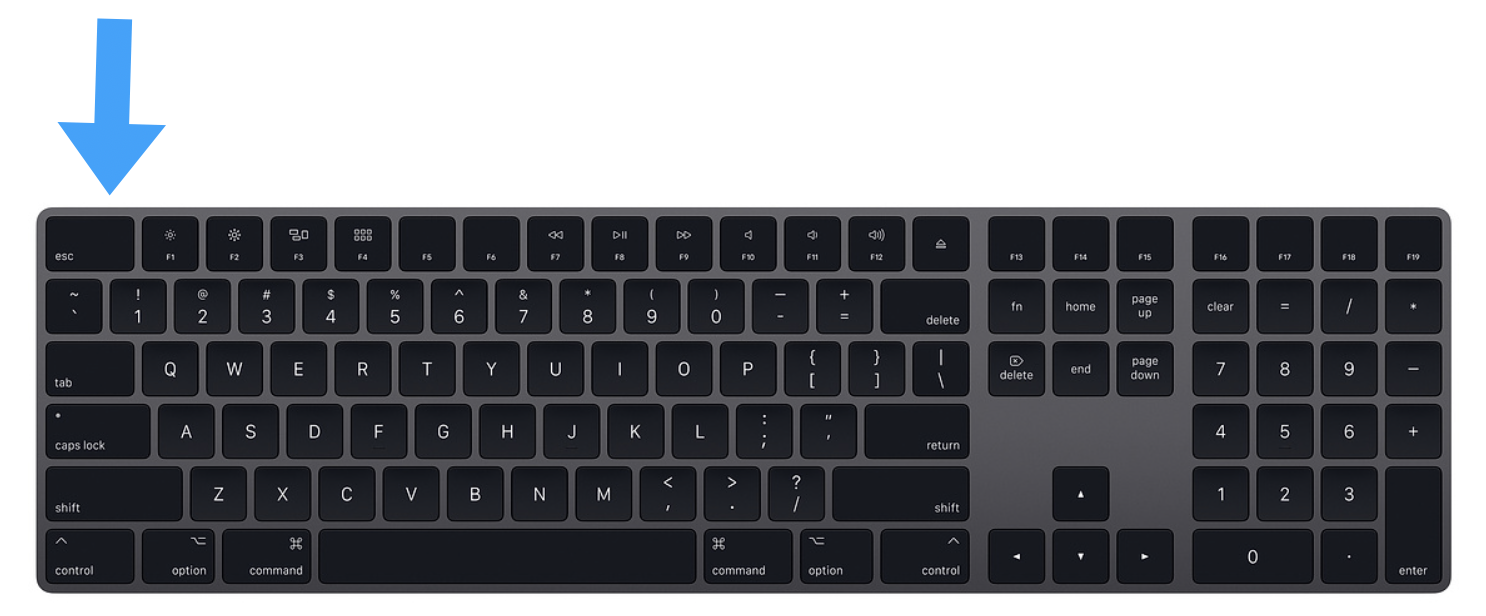 esc F1 F2 F3 F4 F5 F6 F7 F8 F9 F10 F11 F12 F13 F14 F15 F16 F17 F18 F19
~ ! @ # $ % ^ & * ( ) — +
` 1 2 3 4 5 6 7 8 9 0 - = delete fn home page up clear = / *
tab Q W E R T Y U I O P { [ } ] | \ delete end page down 7 8 9 −
caps lock A S D F G H J K L : ; " ' return 4 5 6 +
shift Z X C V B N M < , > . ? / shift 1 2 3
control option command command option control 0 . enter